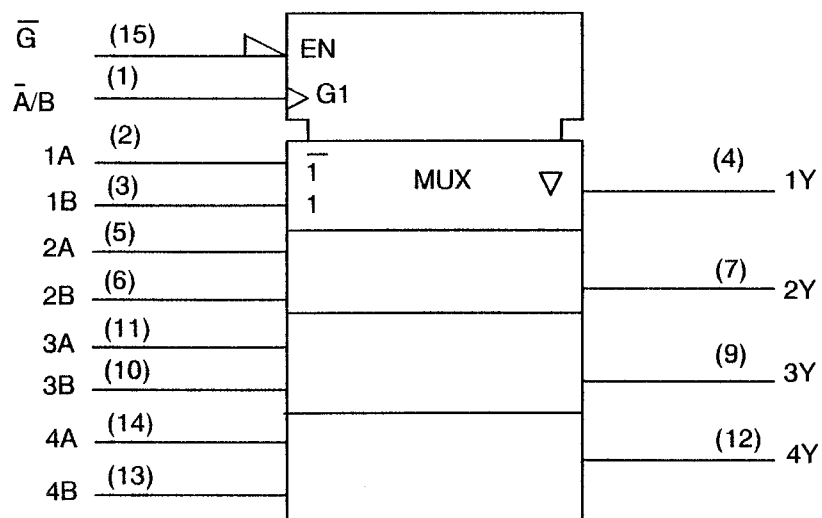 G̅ (15) EN
A̅/B (1) G1
1A (2) 1̅ MUX ▽ (4) 1Y
1B (3) 1
2A (5)
2B (6) (7) 2Y
3A (11)
3B (10) (9) 3Y
4A (14) (12) 4Y
4B (13)